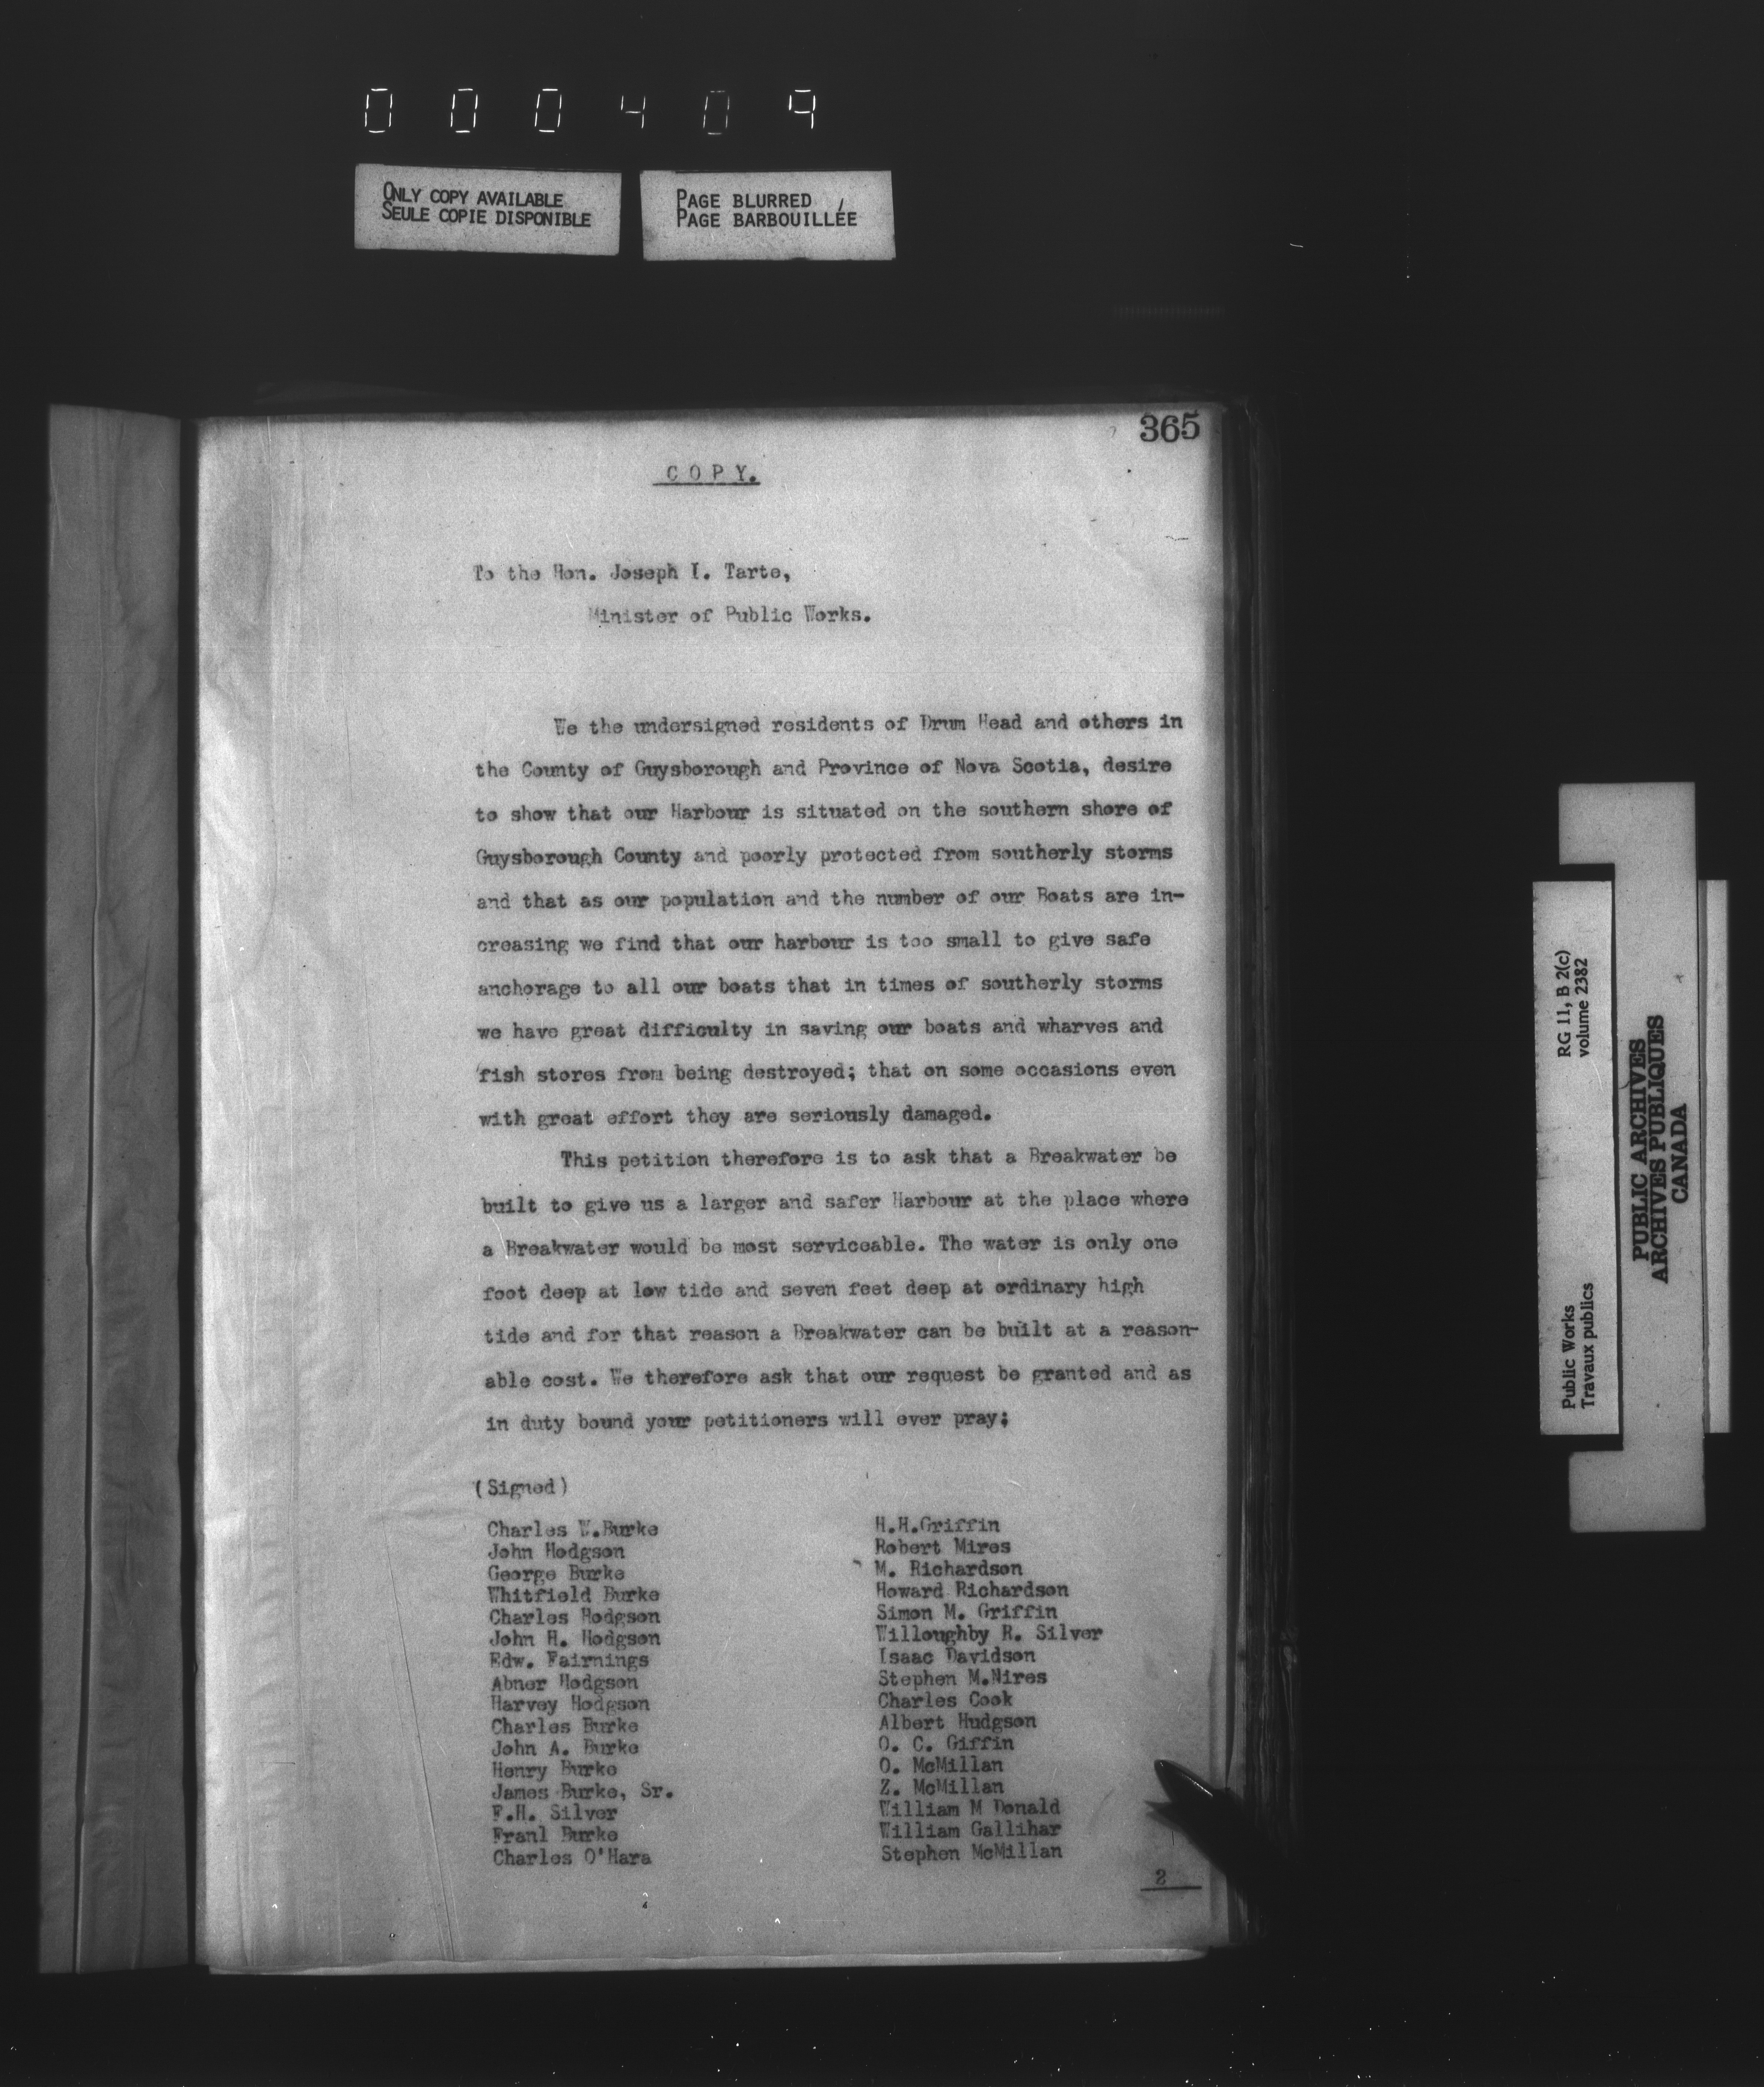 000409
ONLY COPY AVAILABLE
SEULE COPIE DISPONIBLE
PAGE BLURRED
PAGE BARBOUILLÉE
365
COPY.
To the Hon. Joseph I. Tarte,
Minister of Public Works.
We the undersigned residents of Drum Head and others in
the County of Guysborough and Province of Nova Scotia, desire
to show that our Harbour is situated on the southern shore of
Guysborough County and poorly protected from southerly storms
and that as our population and the number of our Boats are in-
creasing we find that our harbour is too small to give safe
anchorage to all our boats that in times of southerly storms
we have great difficulty in saving our boats and wharves and
fish stores from being destroyed; that on some occasions even
with great effort they are seriously damaged.
This petition therefore is to ask that a Breakwater be
built to give us a larger and safer Harbour at the place where
a Breakwater would be most serviceable. The water is only one
foot deep at low tide and seven feet deep at ordinary high
tide and for that reason a Breakwater can be built at a reason-
able cost. We therefore ask that our request be granted and as
in duty bound your petitioners will ever pray;
(Signed)
Charles W.Burke
John Hodgson
George Burke
Whitfield Burke
Charles Hodgson
John H. Hodgson
Edw. Fairnings
Abner Hodgson
Harvey Hodgson
Charles Burke
John A. Burke
Henry Burke
James Burke, Sr.
F.H. Silver
Franl Burke
Charles O'Hara
H.H.Griffin
Robert Mires
M. Richardson
Howard Richardson
Simon M. Griffin
Willoughby R. Silver
Isaac Davidson
Stephen M.Nires
Charles Cook
Albert Hudgson
O. C. Giffin
O. McMillan
Z. McMillan
William M Donald
William Gallihar
Stephen McMillan
2
RG 11, B 2(c)
volume 2382
Public Works
Travaux publics
PUBLIC ARCHIVES
ARCHIVES PUBLIQUES
CANADA